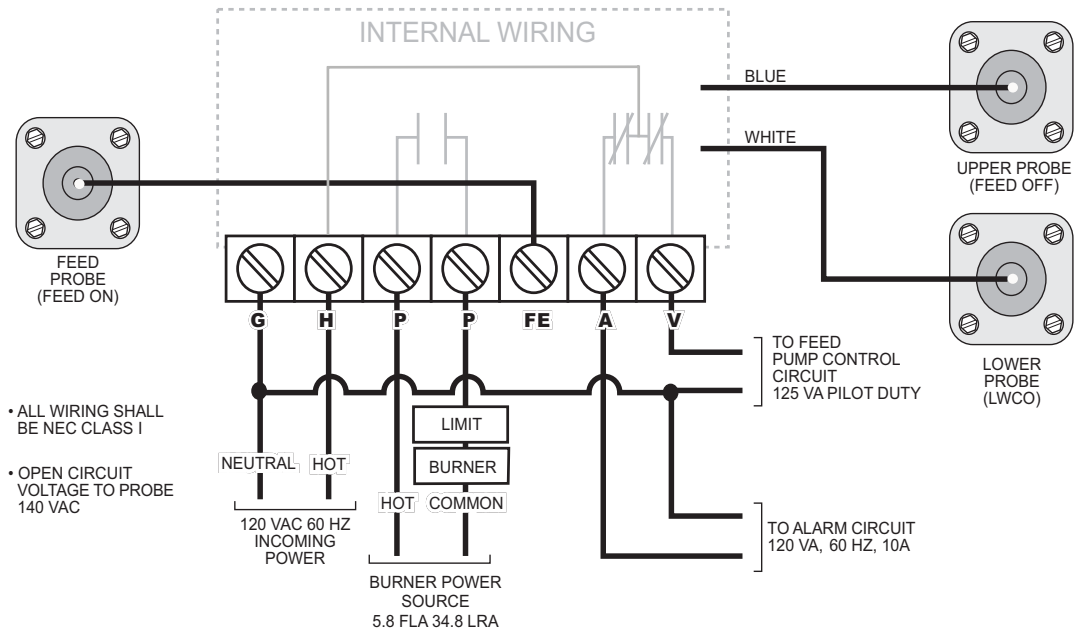 INTERNAL WIRING
BLUE
WHITE
UPPER PROBE
(FEED OFF)
FEED
PROBE
(FEED ON)
G H P P FE A V
LOWER
PROBE
(LWCO)
TO FEED
PUMP CONTROL
CIRCUIT
125 VA PILOT DUTY
• ALL WIRING SHALL
BE NEC CLASS I
• OPEN CIRCUIT
VOLTAGE TO PROBE
140 VAC
LIMIT
BURNER
NEUTRAL HOT
HOT COMMON
120 VAC 60 HZ
INCOMING
POWER
BURNER POWER
SOURCE
5.8 FLA 34.8 LRA
TO ALARM CIRCUIT
120 VA, 60 HZ, 10A